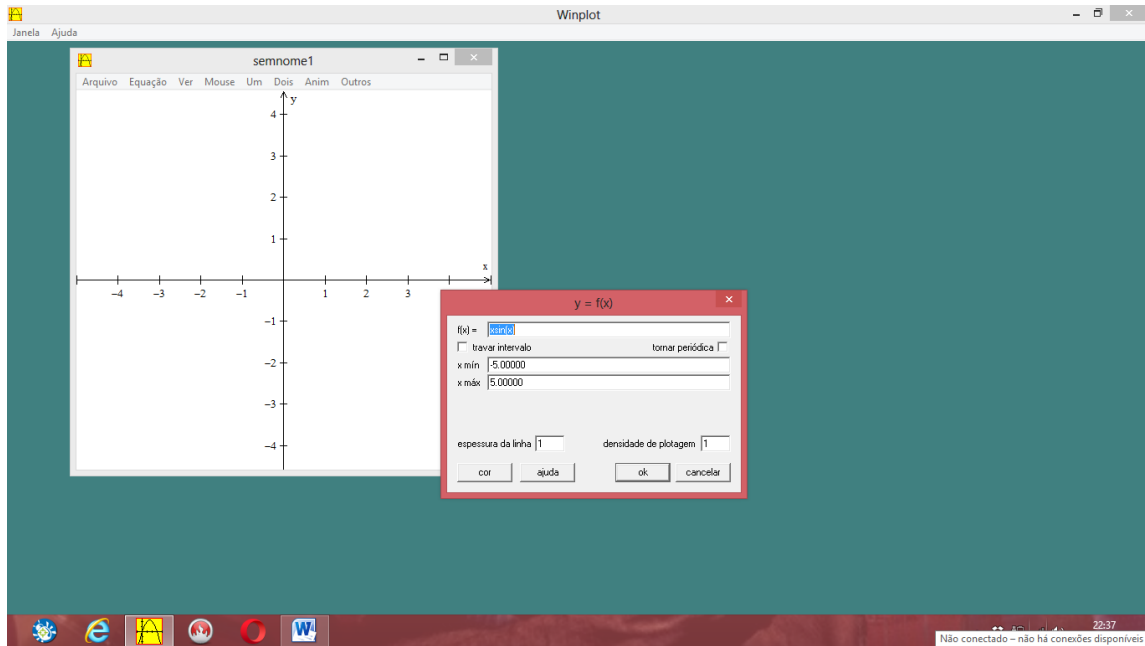 Winplot
Janela Ajuda
semnome1
Arquivo Equação Ver Mouse Um Dois Anim Outros
y
4
3
2
1
x
–4 –3 –2 –1 1 2 3
–1
–2
–3
–4
y = f(x)
f(x) = xsin(x)
travar intervalo tornar periódica
x mín -5.00000
x máx 5.00000
espessura da linha 1 densidade de plotagem 1
cor ajuda ok cancelar
22:37
Não conectado – não há conexões disponíveis